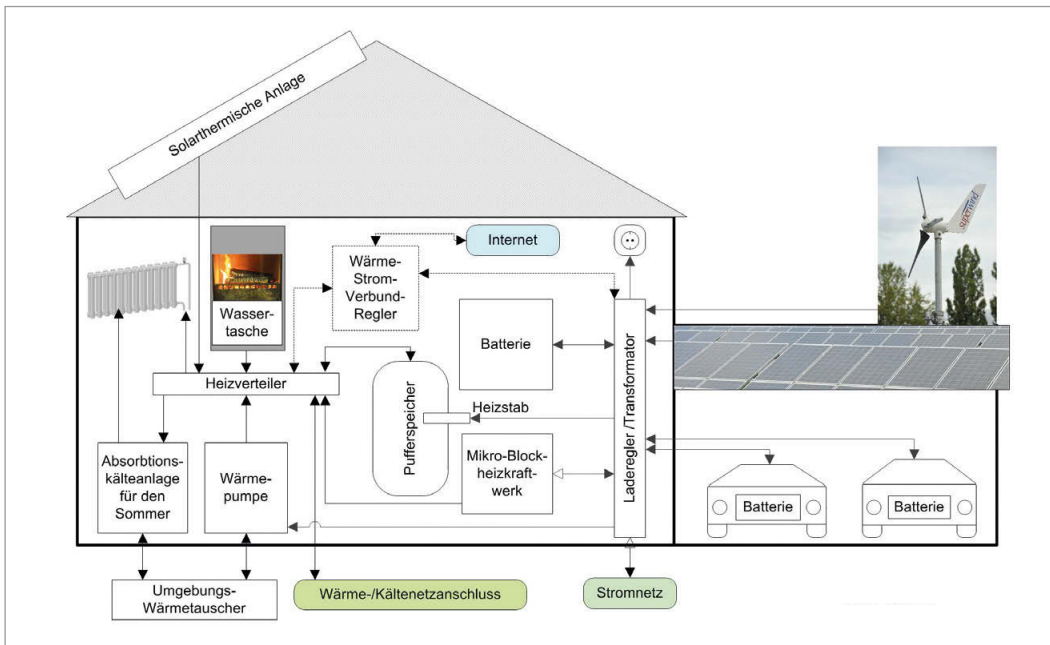 Solarthermische Anlage
superwind
Internet
Wärme-
Strom-
Verbund-
Regler
Wasser-
tasche
Batterie
Heizverteiler
Heizstab
Pufferspeicher
Laderegler /Transformator
Absorbtions-
kälteanlage
für den
Sommer
Wärme-
pumpe
Mikro-Block-
heizkraft-
werk
Batterie
Batterie
Umgebungs-
Wärmetauscher
Wärme-/Kältenetzanschluss
Stromnetz